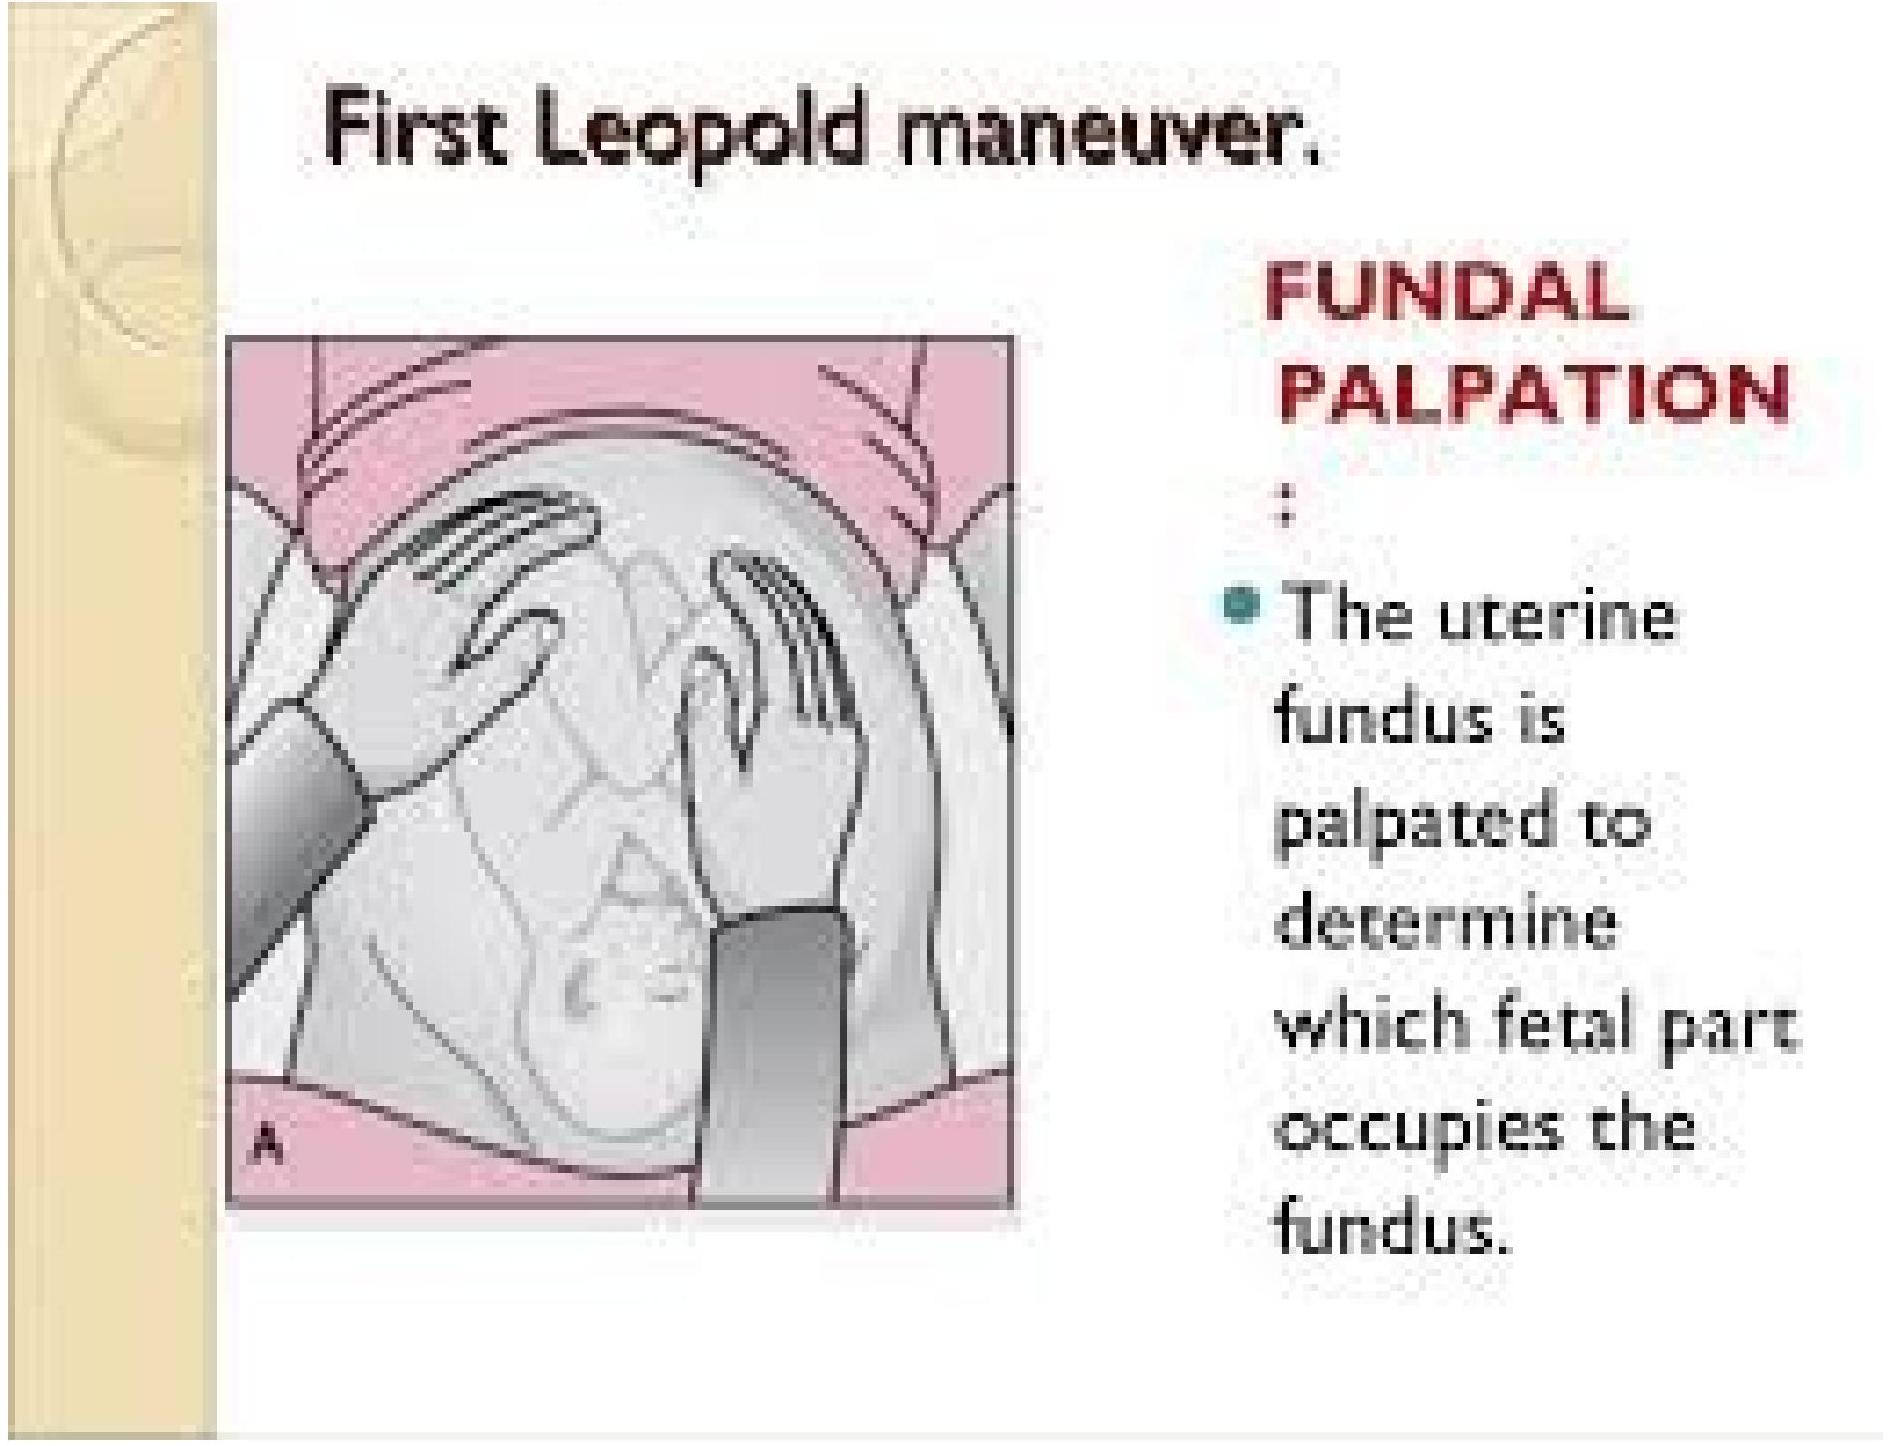 First Leopold maneuver.
FUNDAL
PALPATION
:
The uterine
fundus is
palpated to
determine
which fetal part
occupies the
fundus.
A